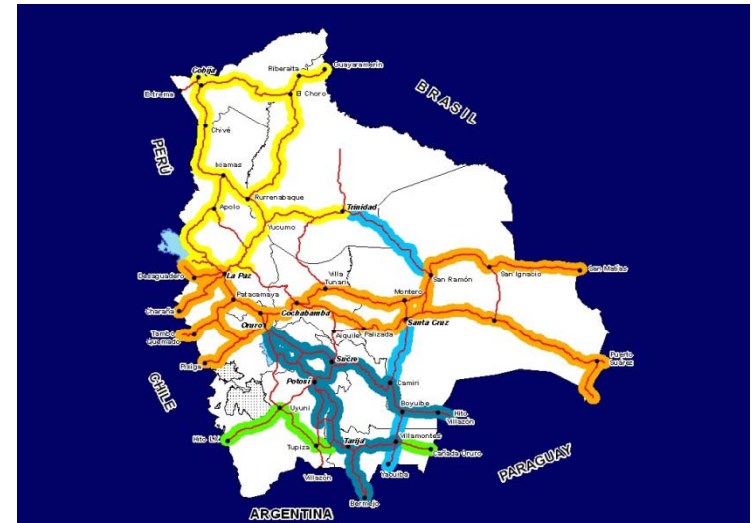 Guayaramerín
Riberalta
Cobija
Extrema
El Choro
BRASIL
Chivé
PERÚ
Ixiamas
Rurrenabaque
Apolo
Trinidad
Yucumo
Desaguadero
La Paz
Villa
Tunari
San Ramón
San Ignacio
San Matías
Patacamaya
Montero
Charaña
Cochabamba
Tambo
Quemado
Oruro
Santa Cruz
Aiquile
Palizada
Pisiga
Sucre
Puerto
Suárez
CHILE
Potosí
Camiri
Uyuni
Boyuibe
Hito
Villazón
Hito LV
Tupiza
Tarija
Villamontes
Cañada Oruro
Villazón
Yacuiba
PARAGUAY
Bermejo
ARGENTINA